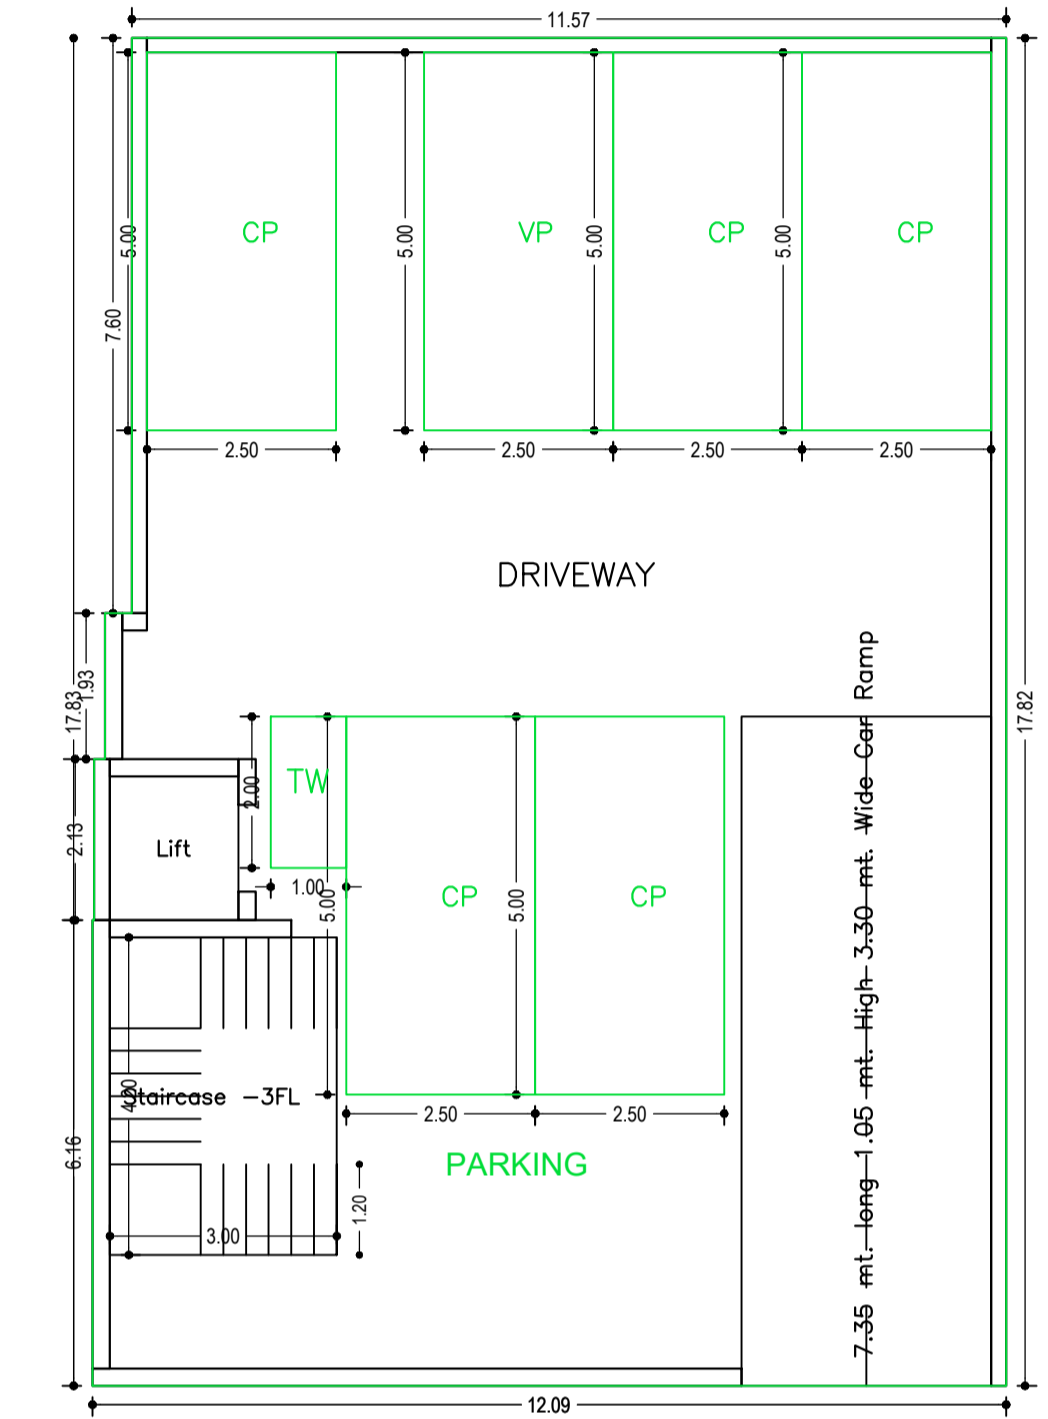 11.57
CP
VP
CP
CP
5.00
5.00
5.00
5.00
7.60
2.50
2.50
2.50
2.50
DRIVEWAY
1.93
17.83
17.82
TW
2.00
Lift
2.13
1.00
5.00
5.00
CP
CP
7.35 mt. long 1.05 mt. High 3.30 mt. Wide Car Ramp
Staircase -3FL
4.20
2.50
2.50
6.16
PARKING
1.20
3.00
12.09